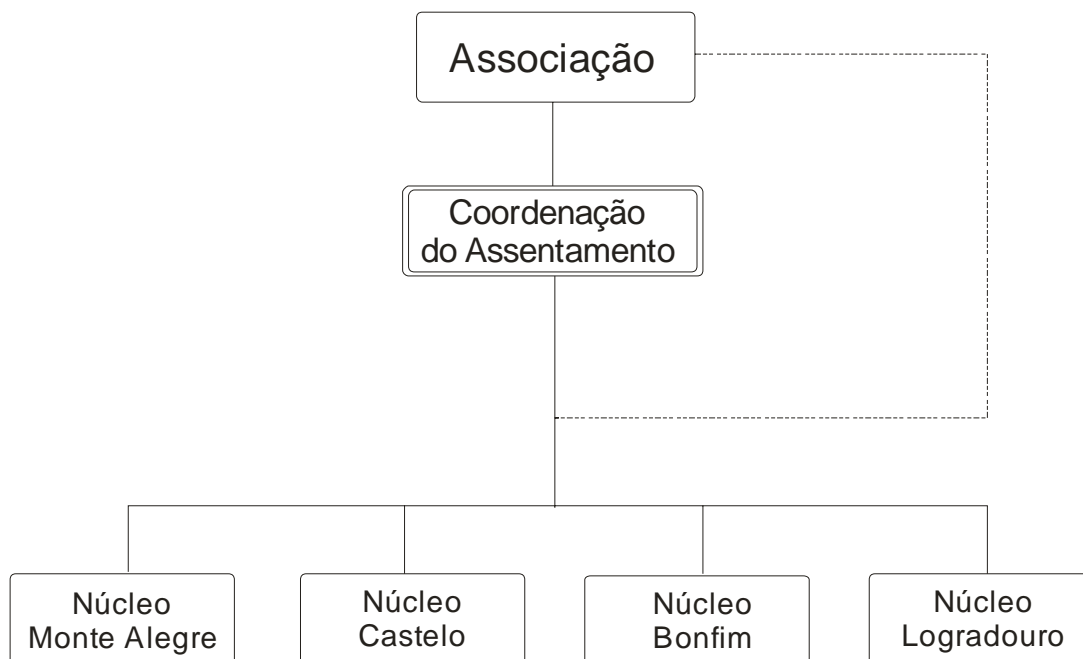 Associação
Coordenação
do Assentamento
Núcleo
Monte Alegre
Núcleo
Castelo
Núcleo
Bonfim
Núcleo
Logradouro